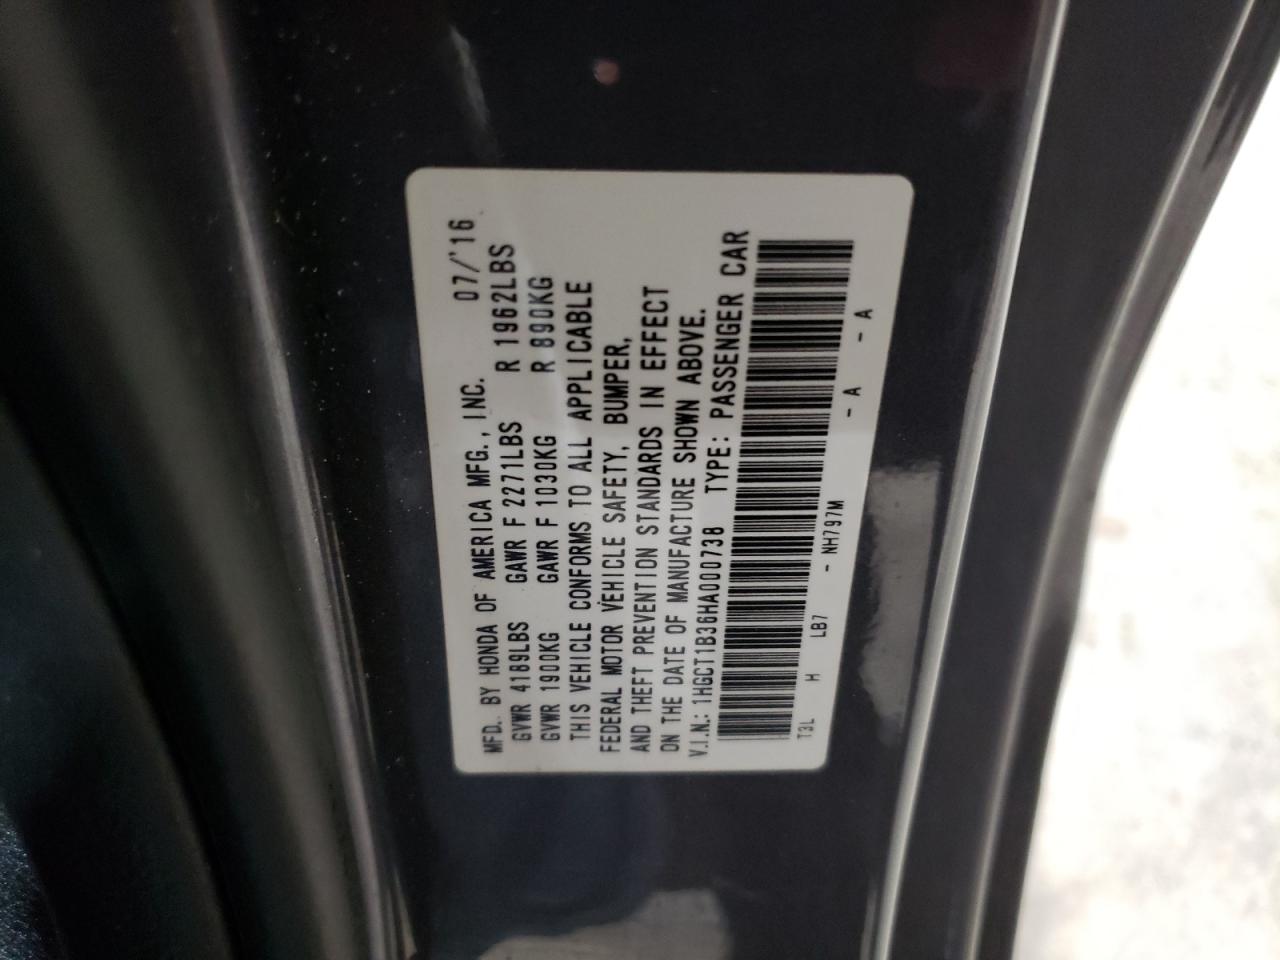 MFD. BY HONDA OF AMERICA MFG., INC. 07/'16
GVWR 4189LBS GAWR F 2271LBS R 1962LBS
GVWR 1900KG GAWR F 1030KG R 890KG
THIS VEHICLE CONFORMS TO ALL APPLICABLE
FEDERAL MOTOR VEHICLE SAFETY, BUMPER,
AND THEFT PREVENTION STANDARDS IN EFFECT
ON THE DATE OF MANUFACTURE SHOWN ABOVE.
V.I.N.: 1HGCT1B36HA000738 TYPE: PASSENGER CAR
T3L H LB7 - NH797M - A - A